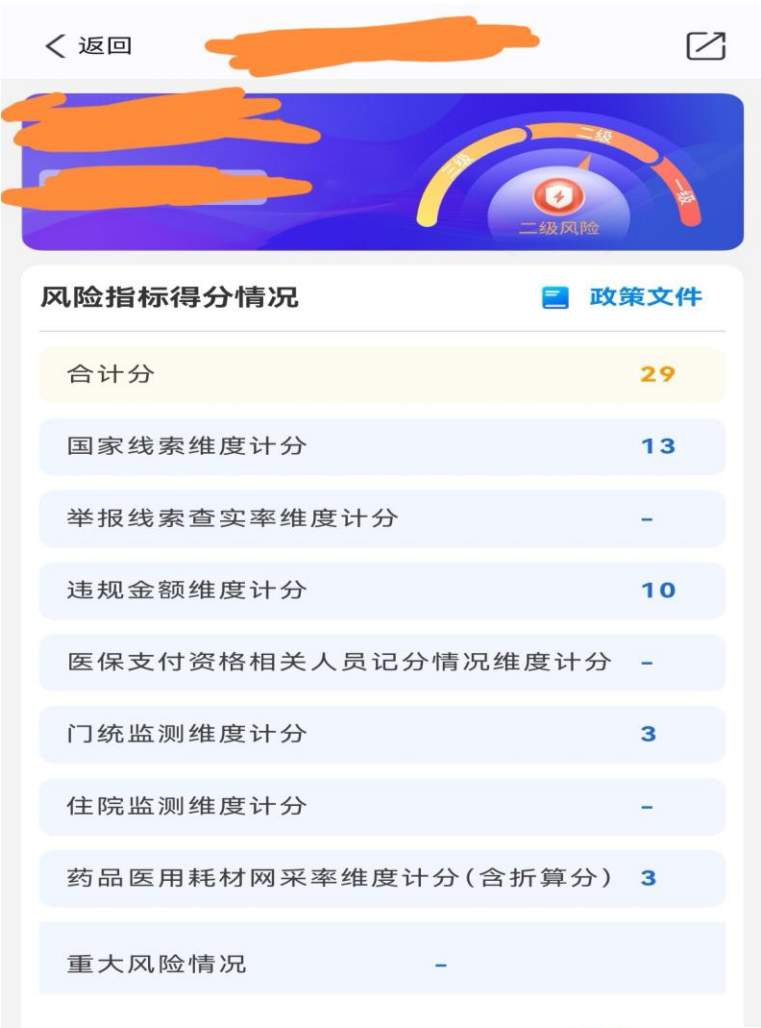 返回
三级
二级
一级
二级风险
风险指标得分情况
政策文件
合计分 29
国家线索维度计分 13
举报线索查实率维度计分 -
违规金额维度计分 10
医保支付资格相关人员记分情况维度计分 -
门统监测维度计分 3
住院监测维度计分 -
药品医用耗材网采率维度计分(含折算分) 3
重大风险情况 -